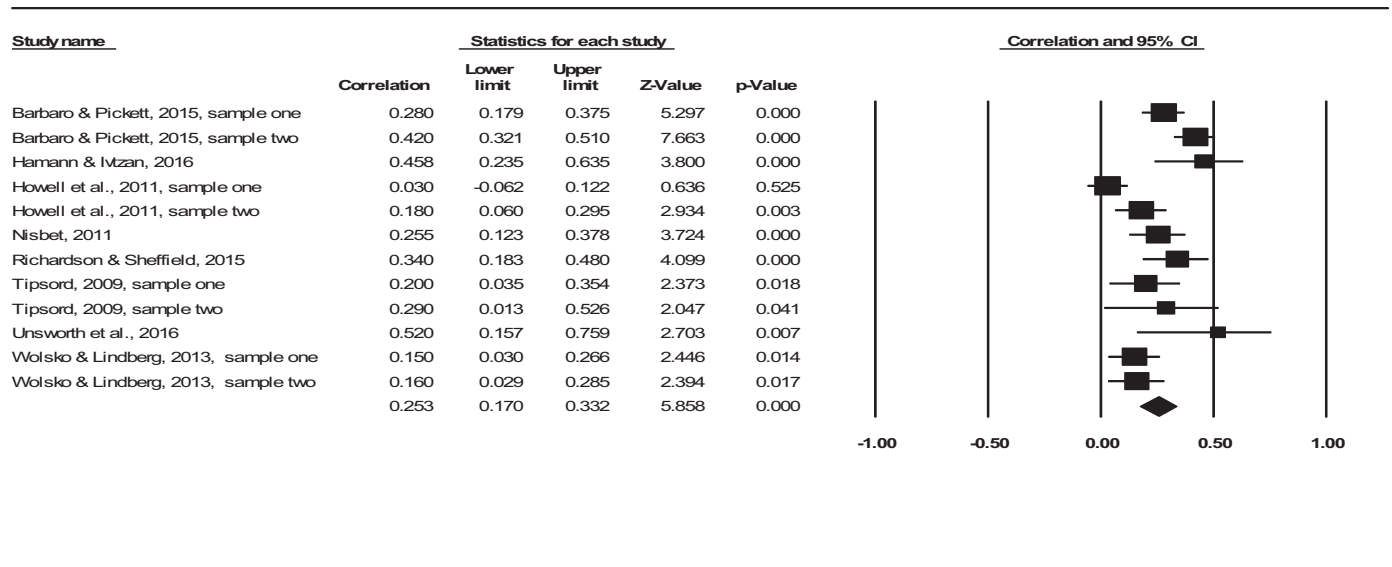 Study name Statistics for each study Correlation and 95% CI
Correlation Lower limit Upper limit Z-Value p-Value
Barbaro & Pickett, 2015, sample one 0.280 0.179 0.375 5.297 0.000
Barbaro & Pickett, 2015, sample two 0.420 0.321 0.510 7.663 0.000
Hamann & Ivtzan, 2016 0.458 0.235 0.635 3.800 0.000
Howell et al., 2011, sample one 0.030 -0.062 0.122 0.636 0.525
Howell et al., 2011, sample two 0.180 0.060 0.295 2.934 0.003
Nisbet, 2011 0.255 0.123 0.378 3.724 0.000
Richardson & Sheffield, 2015 0.340 0.183 0.480 4.099 0.000
Tipsord, 2009, sample one 0.200 0.035 0.354 2.373 0.018
Tipsord, 2009, sample two 0.290 0.013 0.526 2.047 0.041
Unsworth et al., 2016 0.520 0.157 0.759 2.703 0.007
Wolsko & Lindberg, 2013, sample one 0.150 0.030 0.266 2.446 0.014
Wolsko & Lindberg, 2013, sample two 0.160 0.029 0.285 2.394 0.017
0.253 0.170 0.332 5.858 0.000
-1.00 -0.50 0.00 0.50 1.00